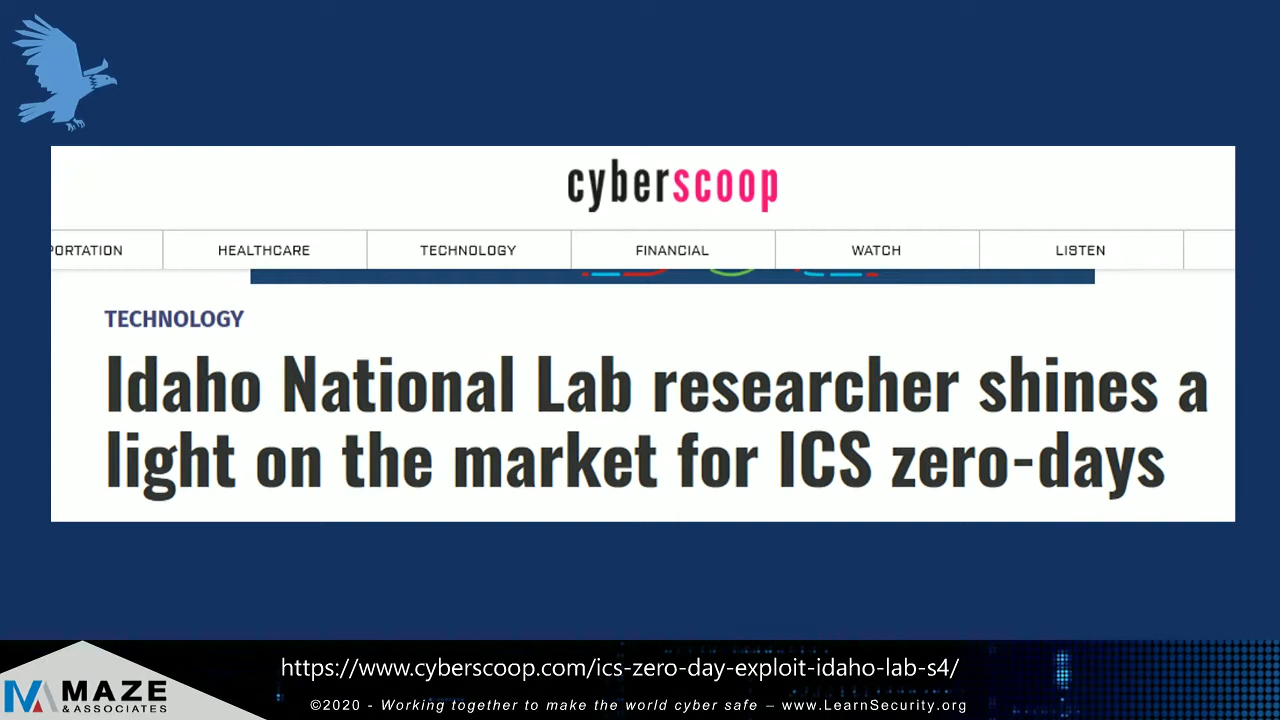 cyberscoop
PORTATION HEALTHCARE TECHNOLOGY FINANCIAL WATCH LISTEN
TECHNOLOGY
Idaho National Lab researcher shines a
light on the market for ICS zero-days
https://www.cyberscoop.com/ics-zero-day-exploit-idaho-lab-s4/
MAZE
& ASSOCIATES
©2020 - Working together to make the world cyber safe – www.LearnSecurity.org